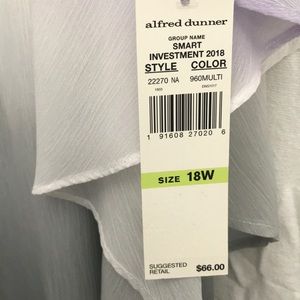 alfred dunner
GROUP NAME
SMART
INVESTMENT 2018
STYLE COLOR
22270 NA 960MULTI
1 91608 27020 6
SIZE 18W
SUGGESTED
RETAIL $66.00